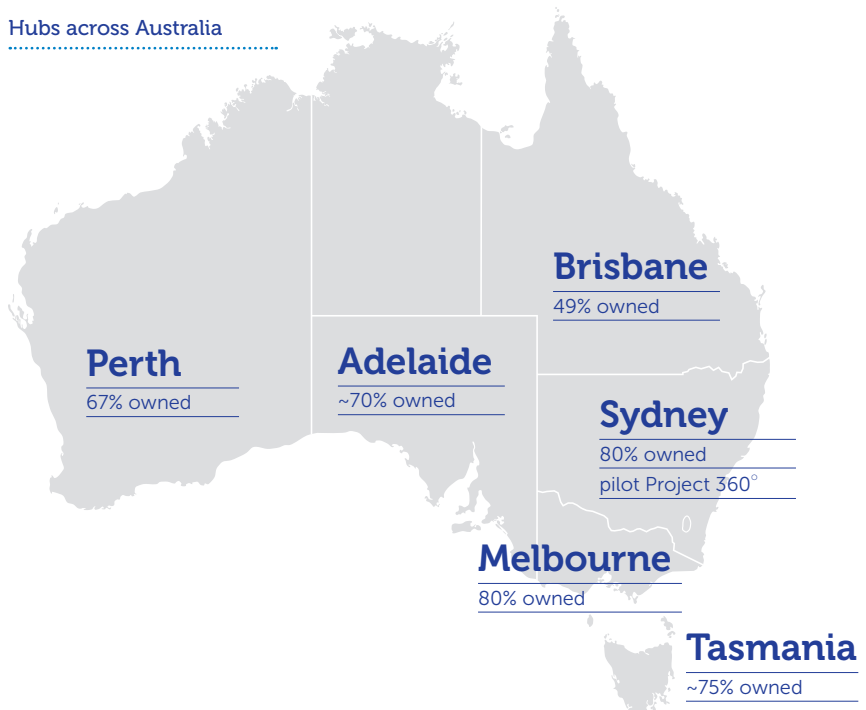 Hubs across Australia
Brisbane
49% owned
Perth
67% owned
Adelaide
~70% owned
Sydney
80% owned
pilot Project 360°
Melbourne
80% owned
Tasmania
~75% owned